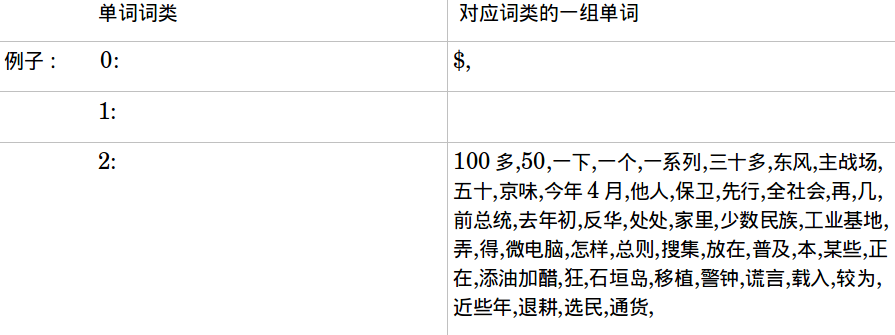 单词词类 对应词类的一组单词
例子： 0: $,
1:
2: 100 多,50,一下,一个,一系列,三十多,东风,主战场,
五十,京味,今年 4 月,他人,保卫,先行,全社会,再,几,
前总统,去年初,反华,处处,家里,少数民族,工业基地,
弄,得,微电脑,怎样,总则,搜集,放在,普及,本,某些,正
在,添油加醋,狂,石垣岛,移植,警钟,谎言,载入,较为,
近些年,退耕,选民,通货,